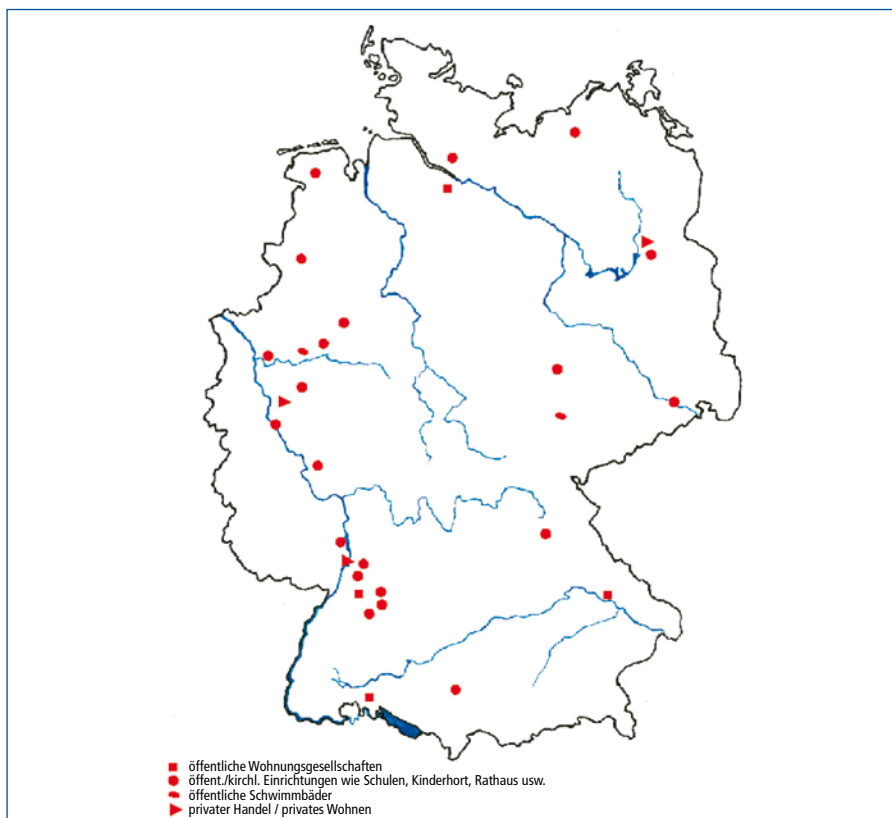 öffentliche Wohnungsgesellschaften
öffent./kirchl. Einrichtungen wie Schulen, Kinderhort, Rathaus usw.
öffentliche Schwimmbäder
privater Handel / privates Wohnen